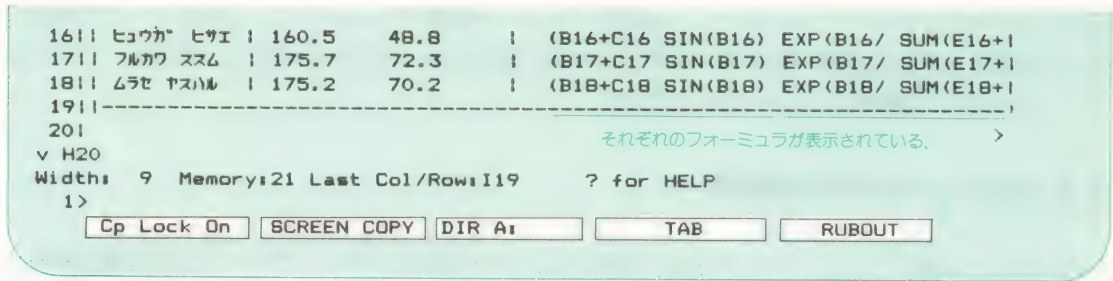 16|| ヒュウガ ヒサエ | 160.5 48.8 | (B16+C16 SIN(B16) EXP(B16/ SUM(E16+|
17|| フルカワ ススム | 175.7 72.3 | (B17+C17 SIN(B17) EXP(B17/ SUM(E17+|
18|| ムラセ ヤスハル | 175.2 70.2 | (B18+C18 SIN(B18) EXP(B18/ SUM(E18+|
19||--------------------------------------------------------------------------|
20| それぞれのフォーミュラが表示されている. >
v H20
Width: 9 Memory:21 Last Col/Row:I19 ? for HELP
1>
Cp Lock On SCREEN COPY DIR A: TAB RUBOUT